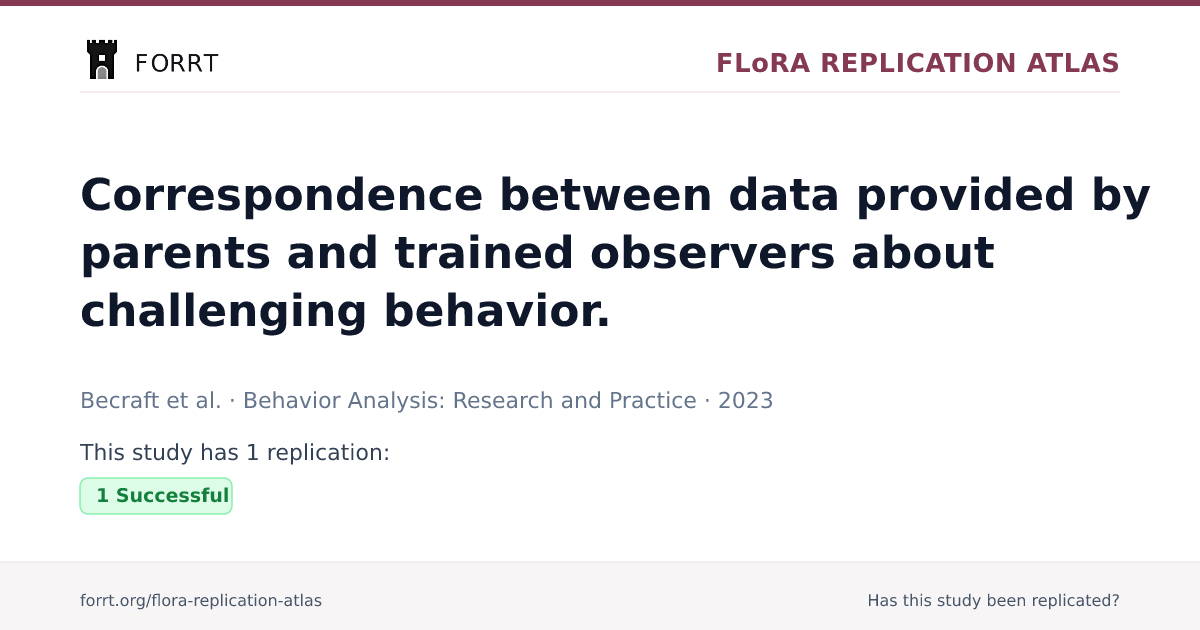 FORRT
FLoRA REPLICATION ATLAS
Correspondence between data provided by
parents and trained observers about
challenging behavior.
Becraft et al. · Behavior Analysis: Research and Practice · 2023
This study has 1 replication:
1 Successful
forrt.org/flora-replication-atlas
Has this study been replicated?